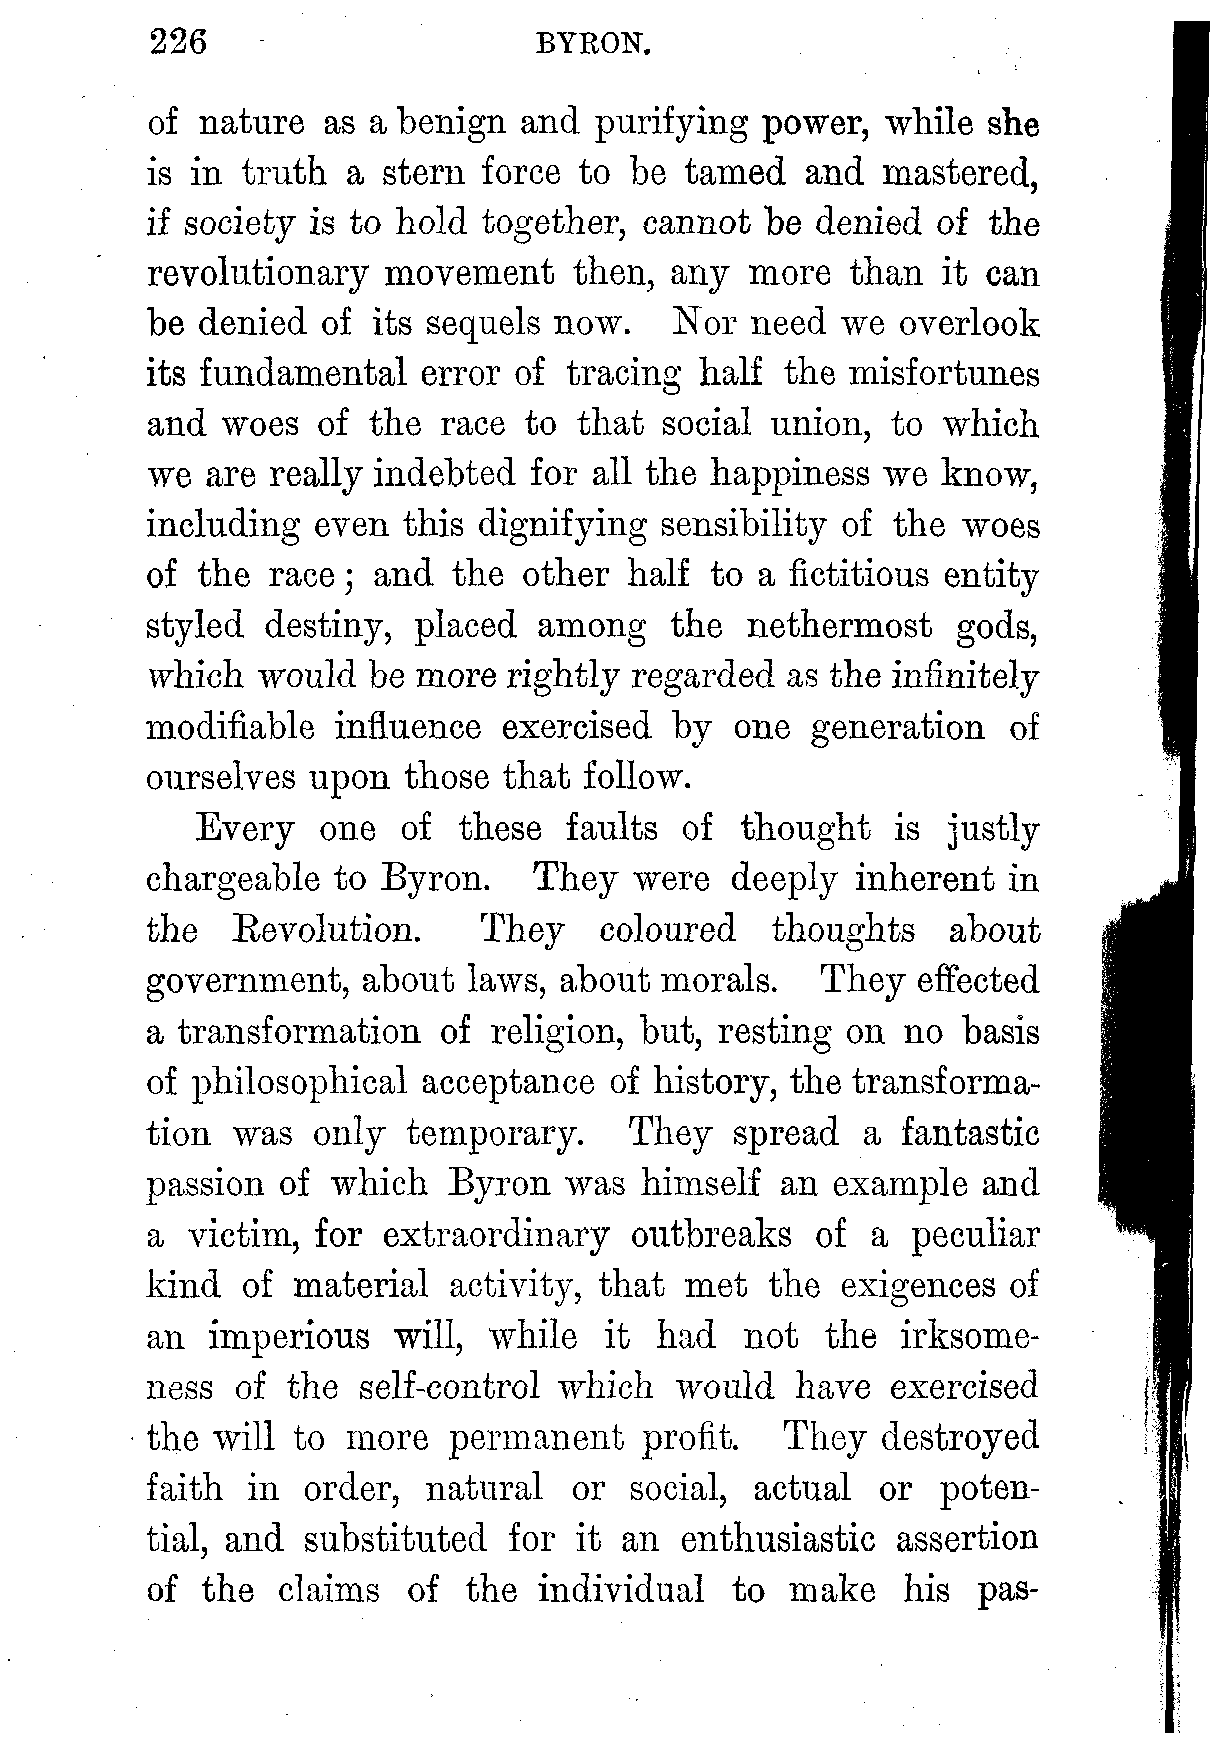 226 BYRON.
of nature as a benign and purifying power, while she
is in truth a stern force to be tamed and mastered,
if society is to hold together, cannot be denied of the
revolutionary movement then, any more than it can
be denied of its sequels now. Nor need we overlook
its fundamental error of tracing half the misfortunes
and woes of the race to that social union, to which
we are really indebted for all the happiness we know,
including even this dignifying sensibility of the woes
of the race; and the other half to a fictitious entity
styled destiny, placed among the nethermost gods,
which would be more rightly regarded as the infinitely
modifiable influence exercised by one generation of
ourselves upon those that follow.
Every one of these faults of thought is justly
chargeable to Byron. They were deeply inherent in
the Revolution. They coloured thoughts about
government, about laws, about morals. They effected
a transformation of religion, but, resting on no basis
of philosophical acceptance of history, the transforma-
tion was only temporary. They spread a fantastic
passion of which Byron was himself an example and
a victim, for extraordinary outbreaks of a peculiar
kind of material activity, that met the exigences of
an imperious will, while it had not the irksome-
ness of the self-control which would have exercised
the will to more permanent profit. They destroyed
faith in order, natural or social, actual or poten-
tial, and substituted for it an enthusiastic assertion
of the claims of the individual to make his pas-